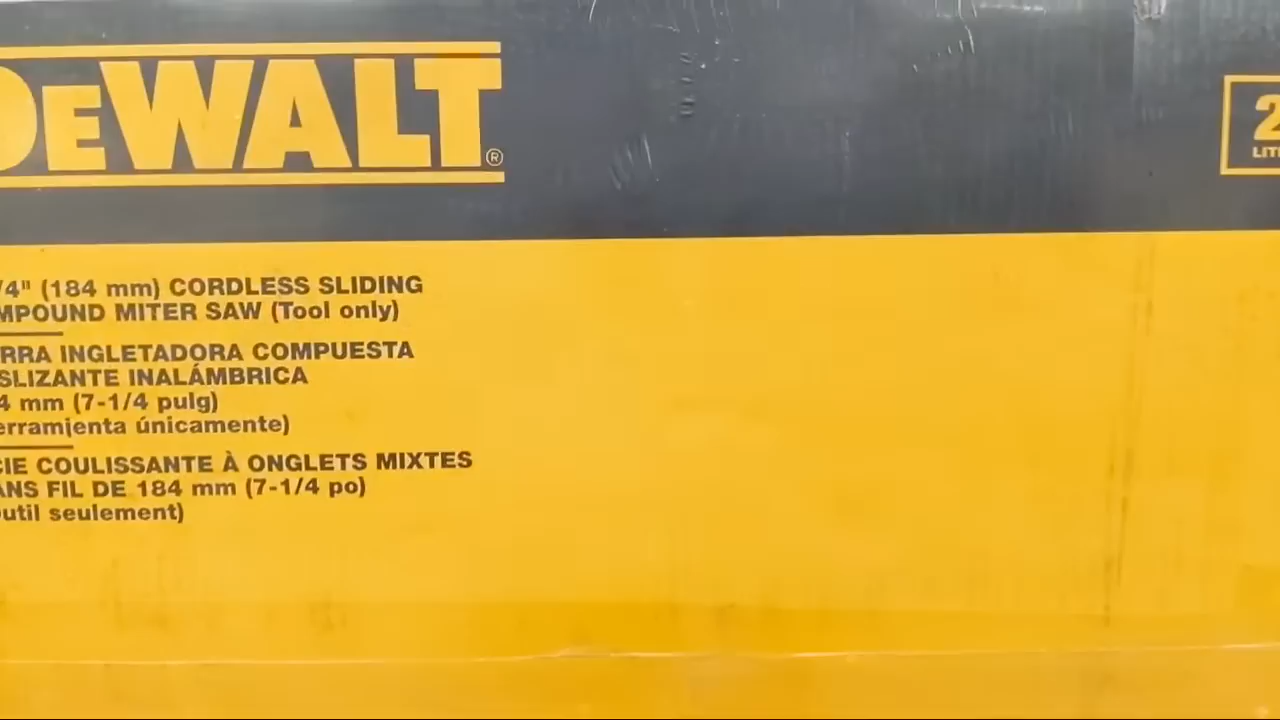 DEWALT®
2
LIT
/4" (184 mm) CORDLESS SLIDING
MPOUND MITER SAW (Tool only)
RRA INGLETADORA COMPUESTA
SLIZANTE INALÁMBRICA
4 mm (7-1/4 pulg)
erramienta únicamente)
CIE COULISSANTE À ONGLETS MIXTES
ANS FIL DE 184 mm (7-1/4 po)
util seulement)